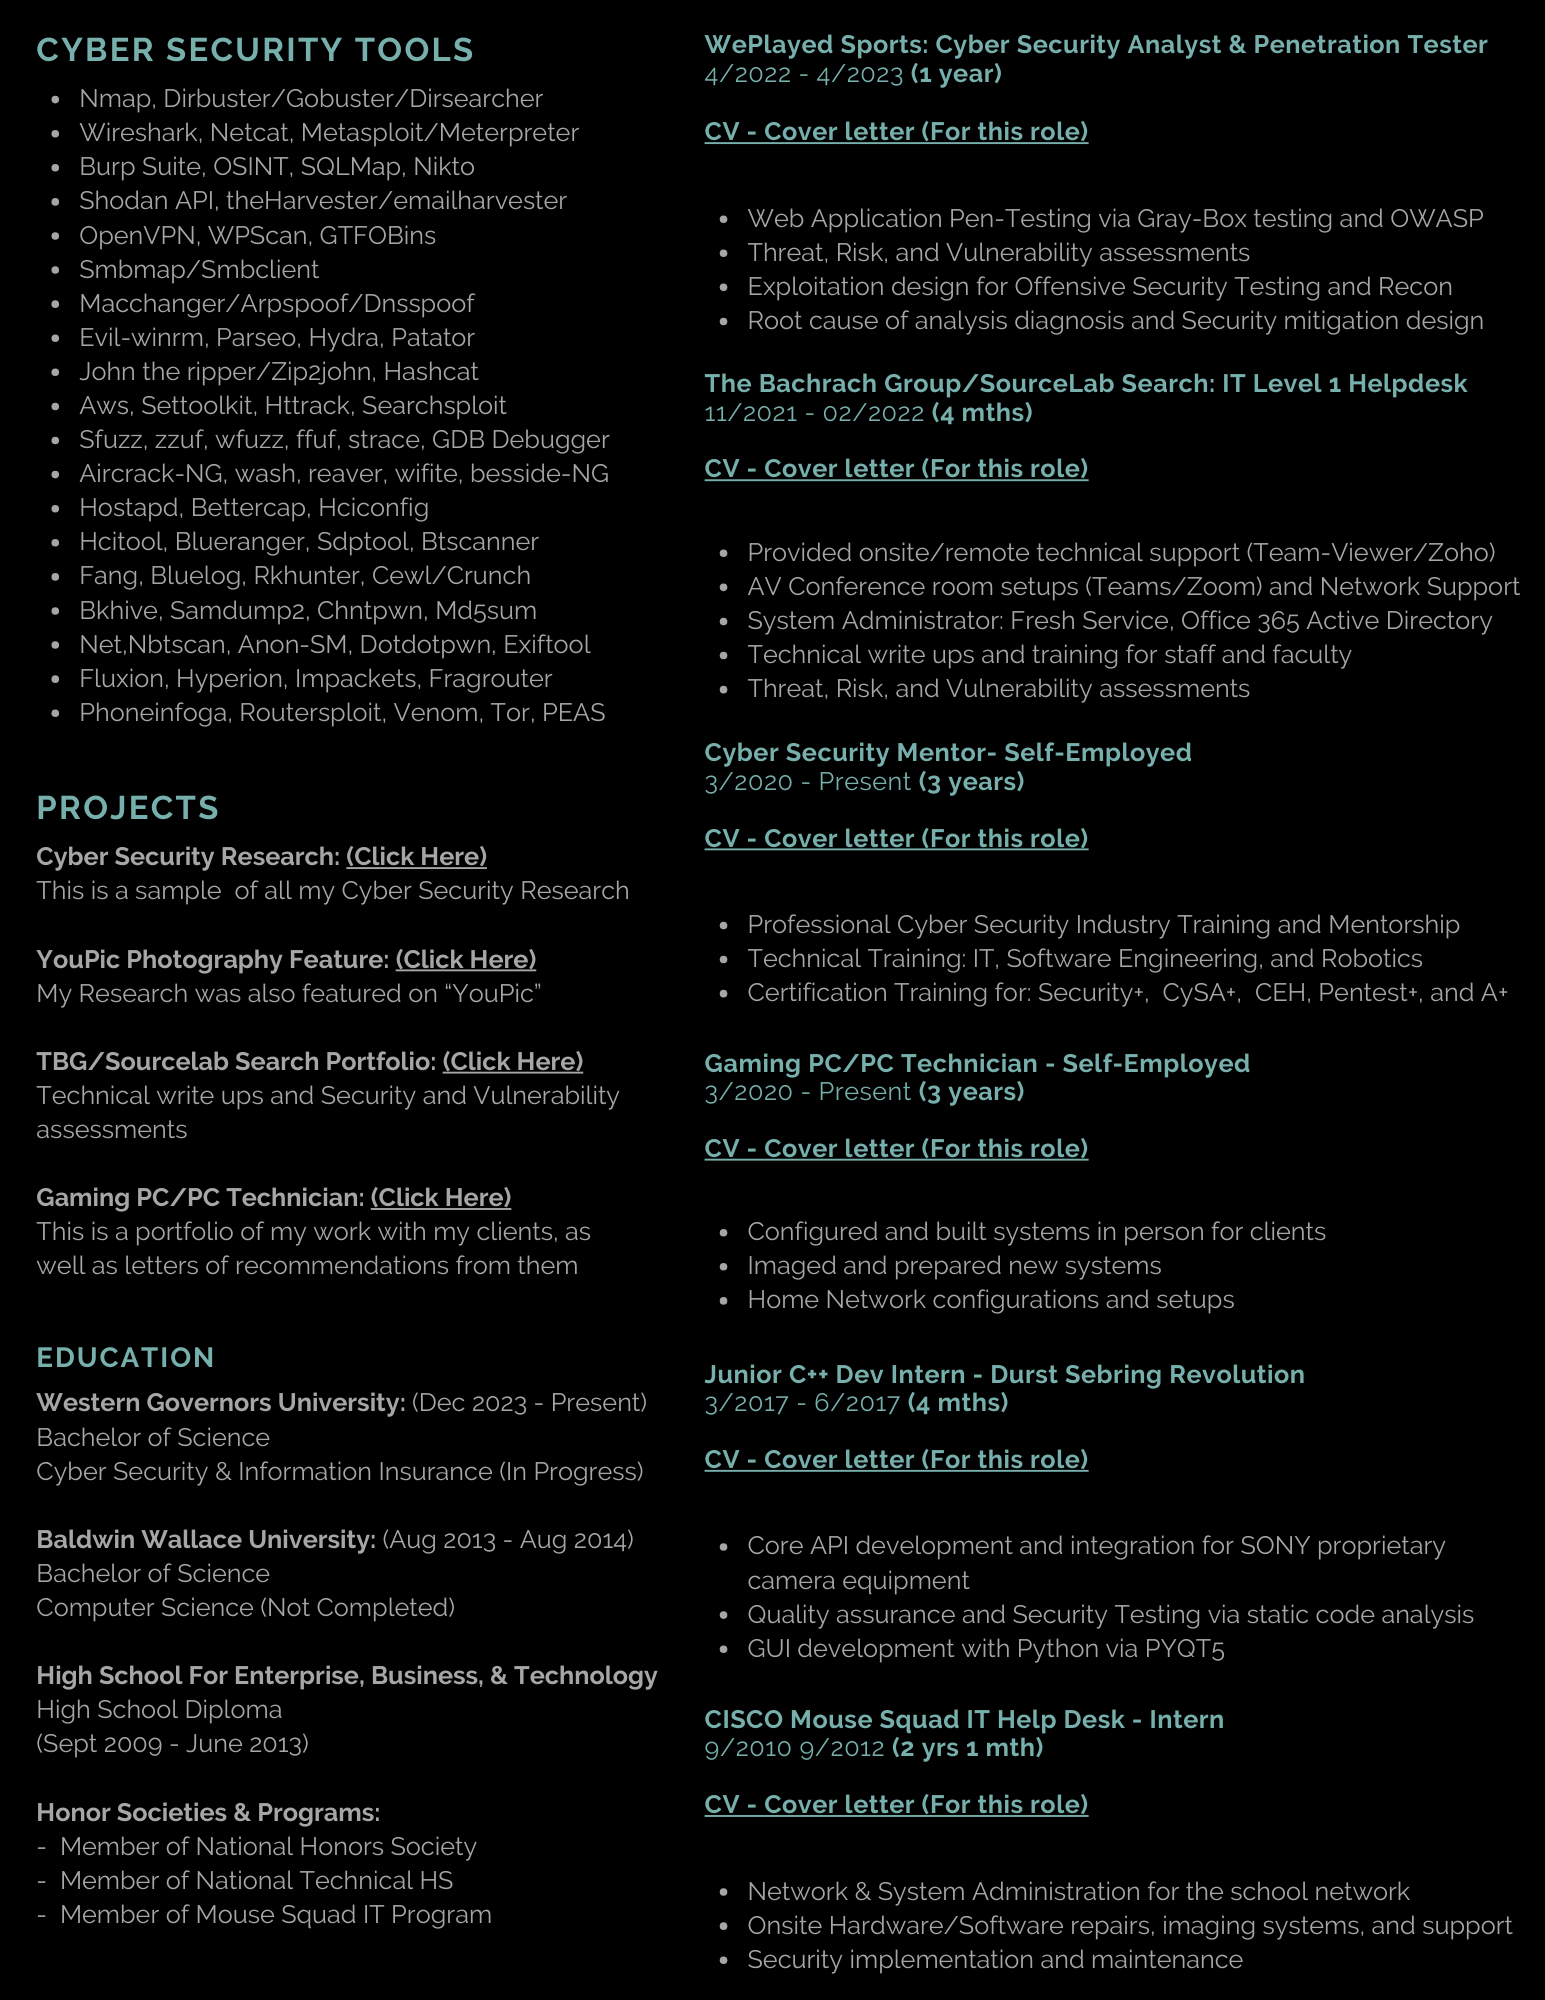 CYBER SECURITY TOOLS
Nmap, Dirbuster/Gobuster/Dirsearcher
Wireshark, Netcat, Metasploit/Meterpreter
Burp Suite, OSINT, SQLMap, Nikto
Shodan API, theHarvester/emailharvester
OpenVPN, WPScan, GTFOBins
Smbmap/Smbclient
Macchanger/Arpspoof/Dnsspoof
Evil-winrm, Parseo, Hydra, Patator
John the ripper/Zip2john, Hashcat
Aws, Settoolkit, Httrack, Searchsploit
Sfuzz, zzuf, wfuzz, ffuf, strace, GDB Debugger
Aircrack-NG, wash, reaver, wifite, besside-NG
Hostapd, Bettercap, Hciconfig
Hcitool, Blueranger, Sdptool, Btscanner
Fang, Bluelog, Rkhunter, Cewl/Crunch
Bkhive, Samdump2, Chntpwn, Md5sum
Net,Nbtscan, Anon-SM, Dotdotpwn, Exiftool
Fluxion, Hyperion, Impackets, Fragrouter
Phoneinfoga, Routersploit, Venom, Tor, PEAS
PROJECTS
Cyber Security Research: (Click Here)
This is a sample of all my Cyber Security Research
YouPic Photography Feature: (Click Here)
My Research was also featured on “YouPic”
TBG/Sourcelab Search Portfolio: (Click Here)
Technical write ups and Security and Vulnerability
assessments
Gaming PC/PC Technician: (Click Here)
This is a portfolio of my work with my clients, as
well as letters of recommendations from them
EDUCATION
Western Governors University: (Dec 2023 - Present)
Bachelor of Science
Cyber Security & Information Insurance (In Progress)
Baldwin Wallace University: (Aug 2013 - Aug 2014)
Bachelor of Science
Computer Science (Not Completed)
High School For Enterprise, Business, & Technology
High School Diploma
(Sept 2009 - June 2013)
Honor Societies & Programs:
- Member of National Honors Society
- Member of National Technical HS
- Member of Mouse Squad IT Program
WePlayed Sports: Cyber Security Analyst & Penetration Tester
4/2022 - 4/2023 (1 year)
CV - Cover letter (For this role)
Web Application Pen-Testing via Gray-Box testing and OWASP
Threat, Risk, and Vulnerability assessments
Exploitation design for Offensive Security Testing and Recon
Root cause of analysis diagnosis and Security mitigation design
The Bachrach Group/SourceLab Search: IT Level 1 Helpdesk
11/2021 - 02/2022 (4 mths)
CV - Cover letter (For this role)
Provided onsite/remote technical support (Team-Viewer/Zoho)
AV Conference room setups (Teams/Zoom) and Network Support
System Administrator: Fresh Service, Office 365 Active Directory
Technical write ups and training for staff and faculty
Threat, Risk, and Vulnerability assessments
Cyber Security Mentor- Self-Employed
3/2020 - Present (3 years)
CV - Cover letter (For this role)
Professional Cyber Security Industry Training and Mentorship
Technical Training: IT, Software Engineering, and Robotics
Certification Training for: Security+, CySA+, CEH, Pentest+, and A+
Gaming PC/PC Technician - Self-Employed
3/2020 - Present (3 years)
CV - Cover letter (For this role)
Configured and built systems in person for clients
Imaged and prepared new systems
Home Network configurations and setups
Junior C++ Dev Intern - Durst Sebring Revolution
3/2017 - 6/2017 (4 mths)
CV - Cover letter (For this role)
Core API development and integration for SONY proprietary
camera equipment
Quality assurance and Security Testing via static code analysis
GUI development with Python via PYQT5
CISCO Mouse Squad IT Help Desk - Intern
9/2010 9/2012 (2 yrs 1 mth)
CV - Cover letter (For this role)
Network & System Administration for the school network
Onsite Hardware/Software repairs, imaging systems, and support
Security implementation and maintenance